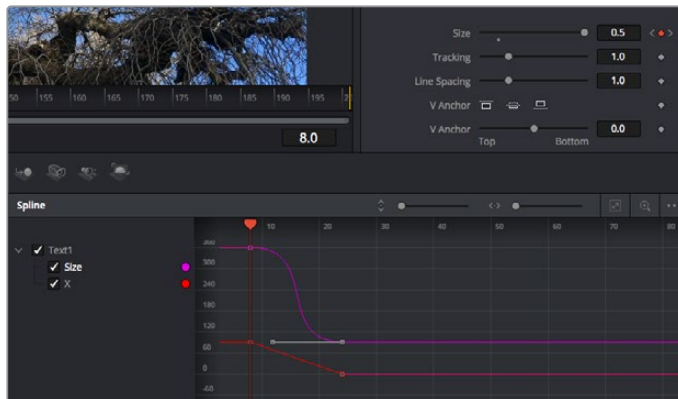 Size 0.5
Tracking 1.0
Line Spacing 1.0
V Anchor
V Anchor 0.0
Top Bottom
150 155 160 165 170 175 180 185 190 195
8.0
Spline
10 20 30 40 50 60 70 80
Text1
Size
X
360
300
240
180
120
60
0
-60